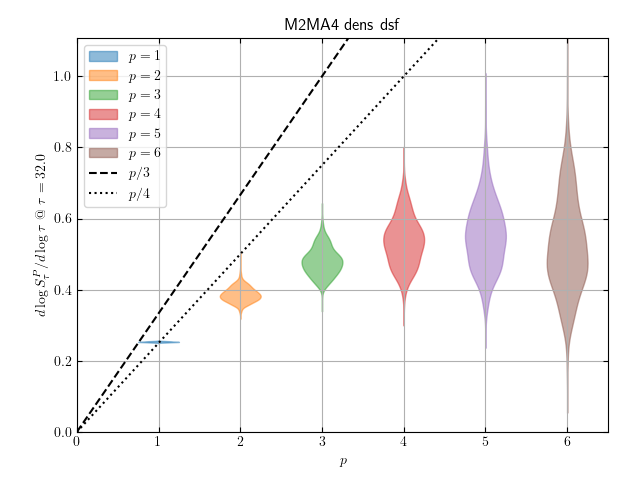 M2MA4 dens dsf
p = 1
p = 2
p = 3
p = 4
p = 5
p = 6
p/3
p/4
d log S_τ^P / d log τ @ τ = 32.0
1.0
0.8
0.6
0.4
0.2
0.0
0 1 2 3 4 5 6
p